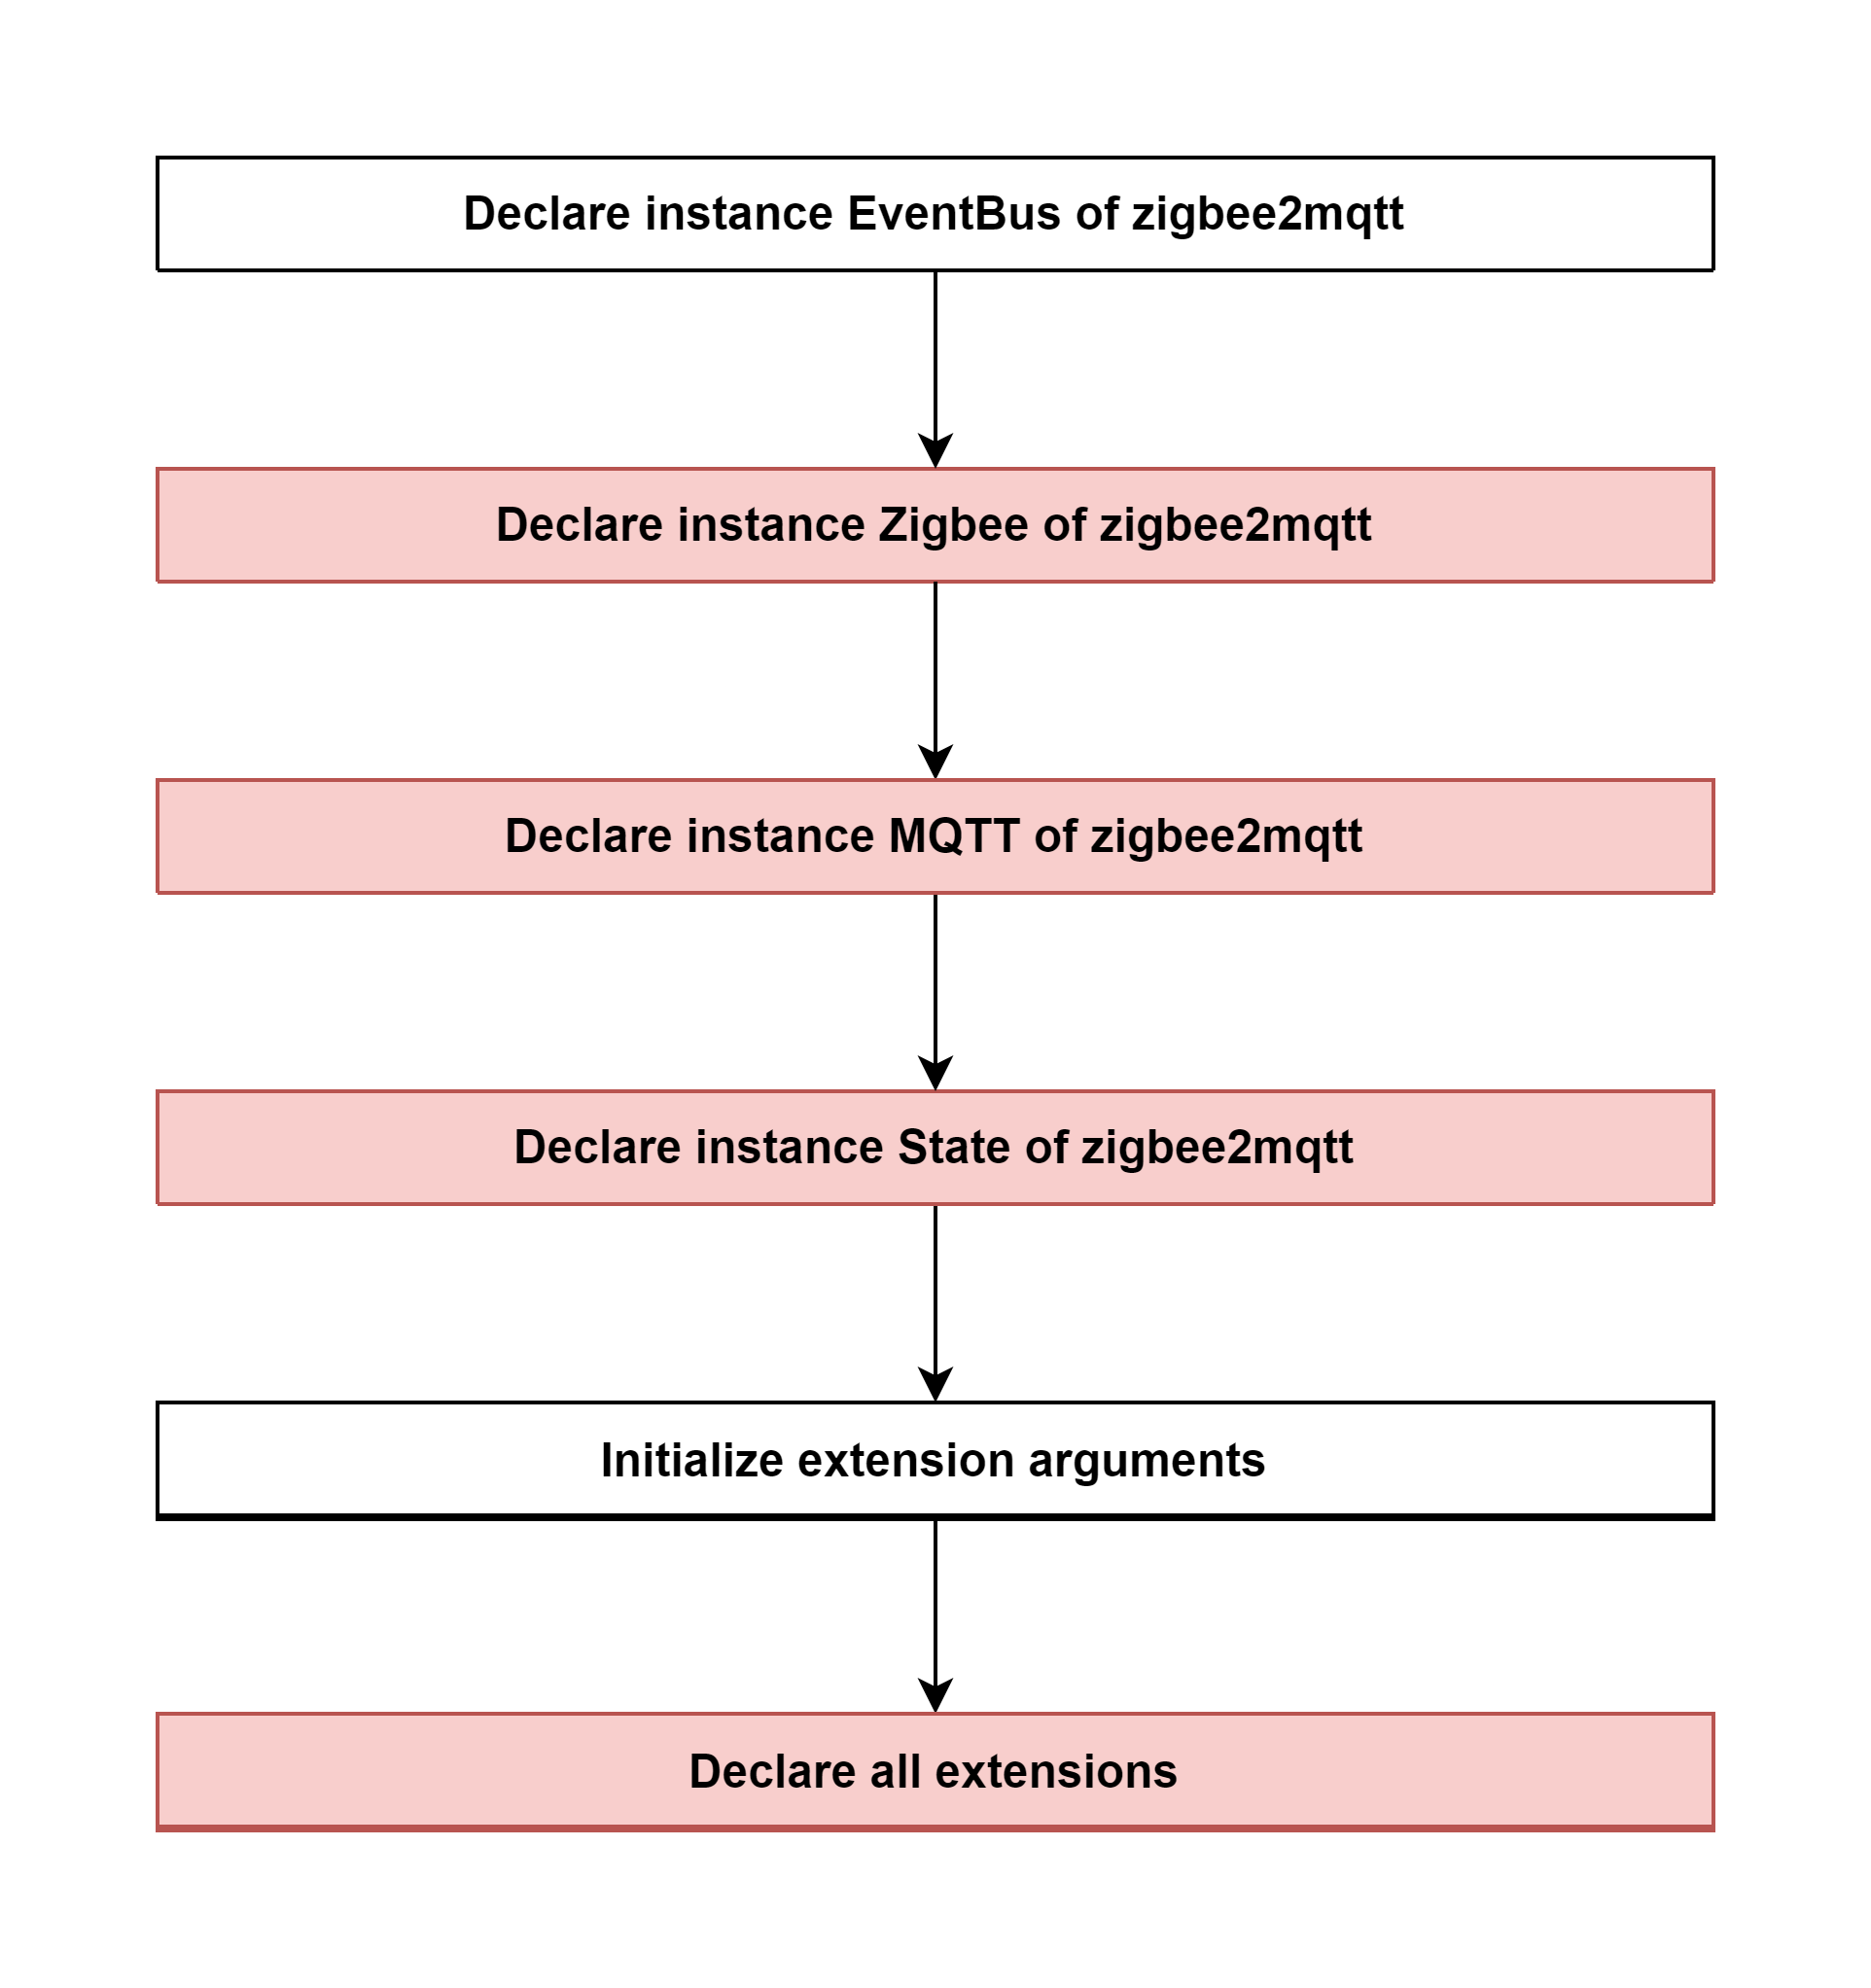 Declare instance EventBus of zigbee2mqtt
Declare instance Zigbee of zigbee2mqtt
Declare instance MQTT of zigbee2mqtt
Declare instance State of zigbee2mqtt
Initialize extension arguments
Declare all extensions